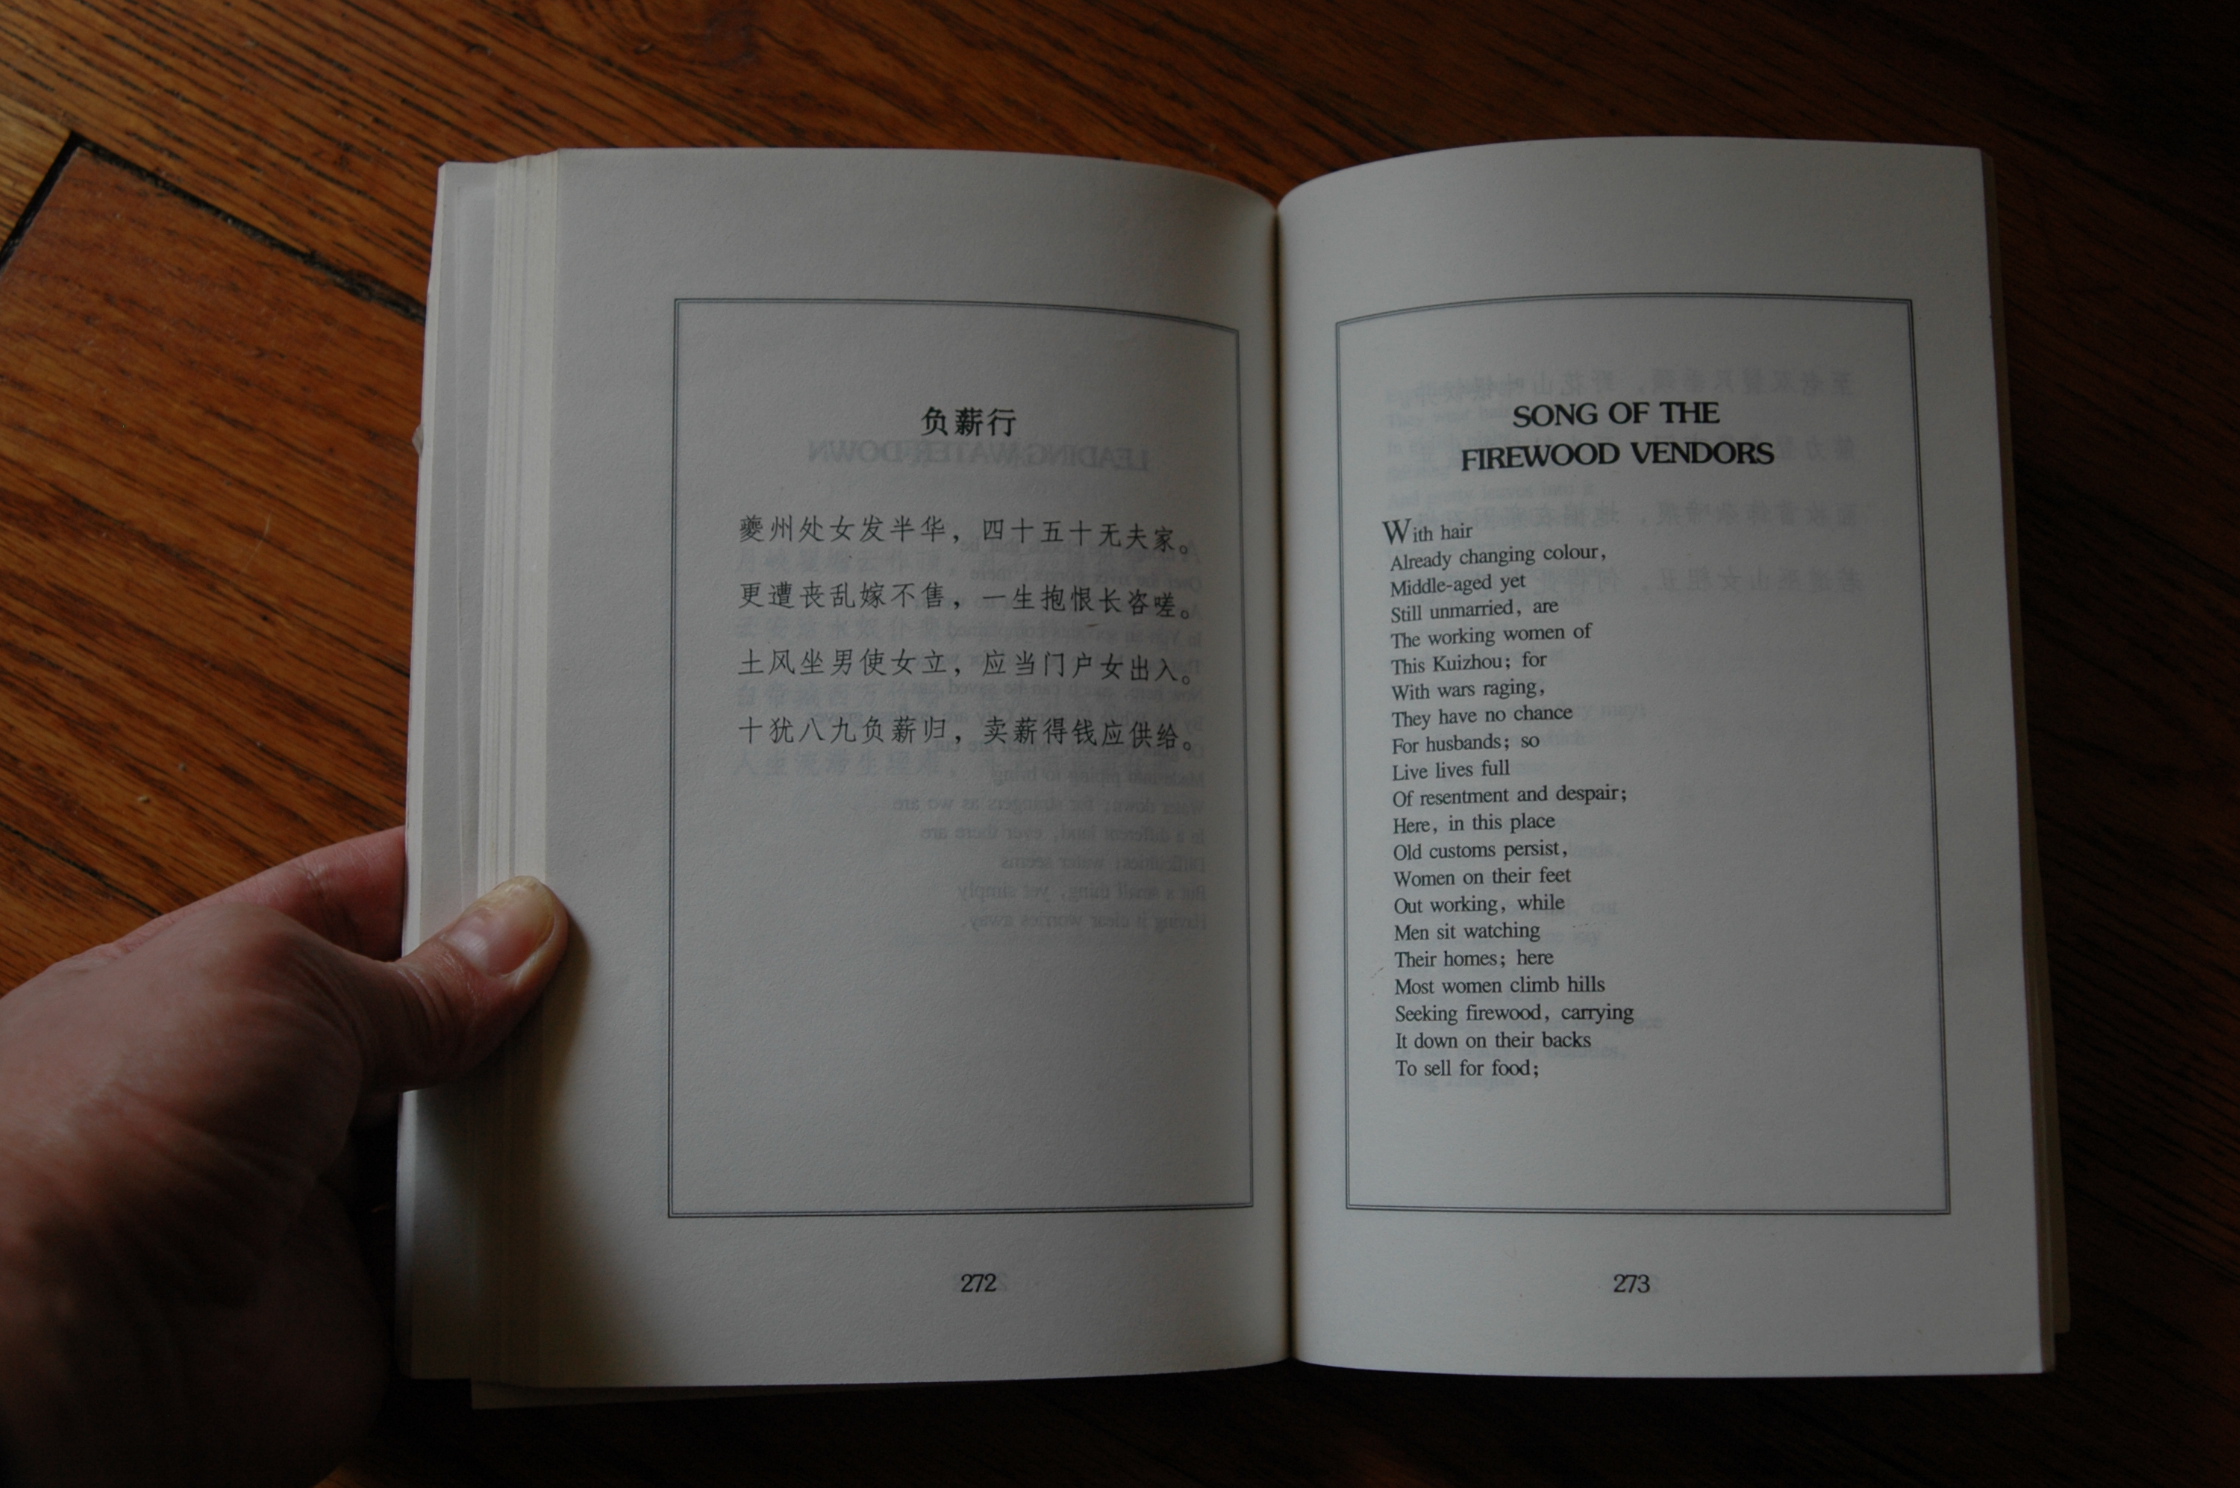 负薪行
夔州处女发半华，四十五十无夫家。
更遭丧乱嫁不售，一生抱恨长咨嗟。
土风坐男使女立，应当门户女出入。
十犹八九负薪归，卖薪得钱应供给。
272
SONG OF THE
FIREWOOD VENDORS
With hair
Already changing colour,
Middle-aged yet
Still unmarried, are
The working women of
This Kuizhou; for
With wars raging,
They have no chance
For husbands; so
Live lives full
Of resentment and despair;
Here, in this place
Old customs persist,
Women on their feet
Out working, while
Men sit watching
Their homes; here
Most women climb hills
Seeking firewood, carrying
It down on their backs
To sell for food;
273